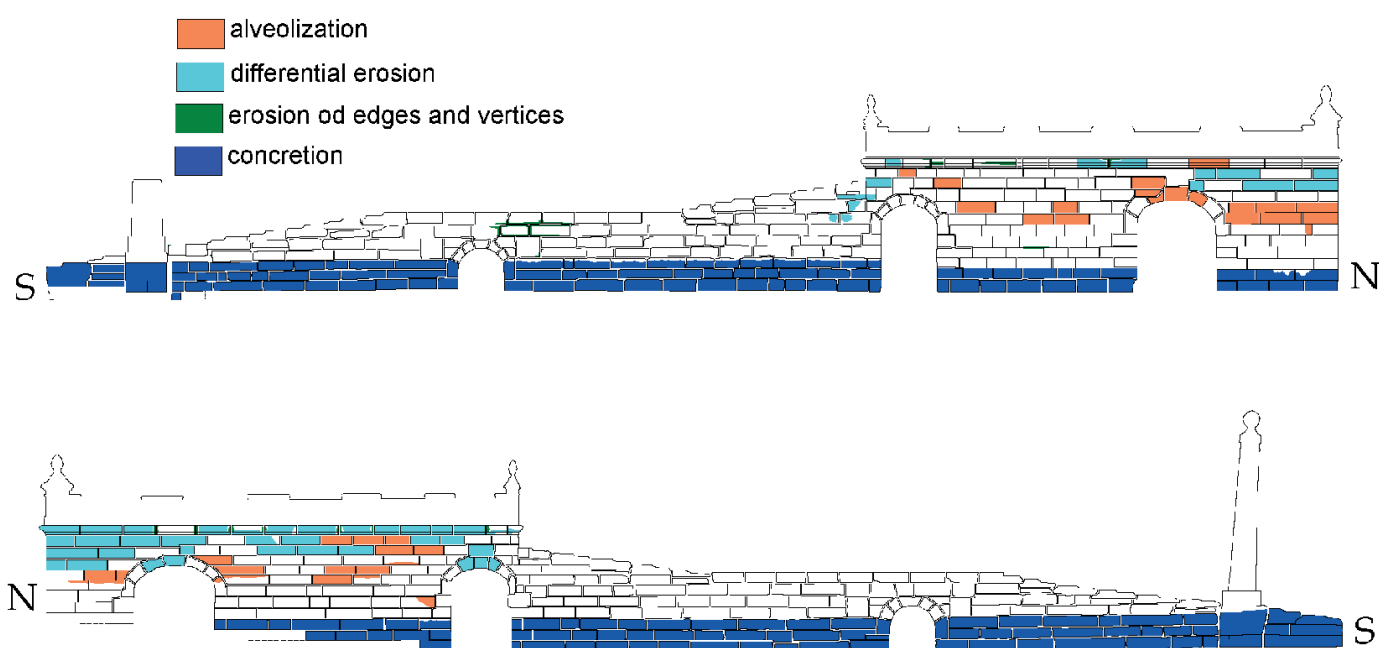 alveolization
differential erosion
erosion od edges and vertices
concretion
S
N
N
S